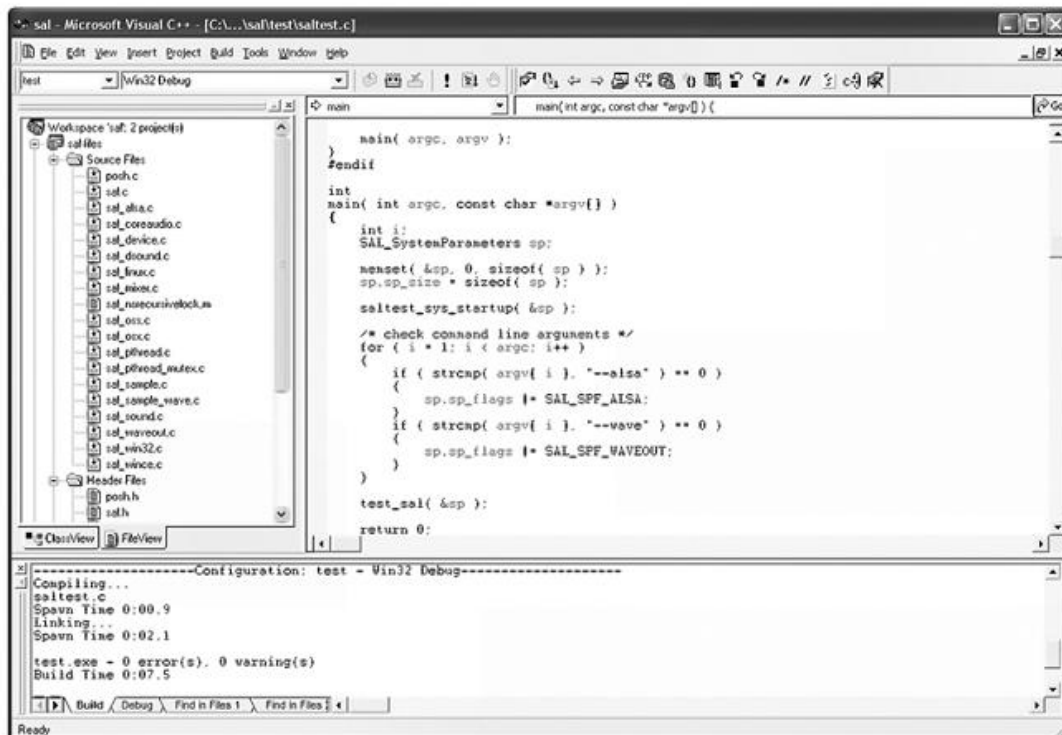 sal - Microsoft Visual C++ - [C:\...\sal\test\saltest.c]
File Edit View Insert Project Build Tools Window Help
test
Win32 Debug
main
main( int argc, const char *argv[] ) {
Go
Workspace 'sal': 2 project(s)
sal files
Source Files
posh.c
sal.c
sal_alsa.c
sal_coreaudio.c
sal_device.c
sal_dsound.c
sal_linux.c
sal_mixer.c
sal_nsrecursivelock.m
sal_oss.c
sal_osx.c
sal_pthread.c
sal_pthread_mutex.c
sal_sample.c
sal_sample_wave.c
sal_sound.c
sal_waveout.c
sal_win32.c
sal_wince.c
Header Files
posh.h
sal.h
ClassView FileView
main( argc, argv );
}
#endif
int
main( int argc, const char *argv[] )
{
int i;
SAL_SystemParameters sp;
memset( &sp, 0, sizeof( sp ) );
sp.sp_size = sizeof( sp );
saltest_sys_startup( &sp );
/* check command line arguments */
for ( i = 1; i < argc; i++ )
{
if ( strcmp( argv[ i ], "--alsa" ) == 0 )
{
sp.sp_flags |= SAL_SPF_ALSA;
}
if ( strcmp( argv[ i ], "--wave" ) == 0 )
{
sp.sp_flags |= SAL_SPF_WAVEOUT;
}
}
test_sal( &sp );
return 0;
--------------------Configuration: test - Win32 Debug--------------------
Compiling...
saltest.c
Spawn Time 0:00.9
Linking...
Spawn Time 0:02.1
test.exe - 0 error(s), 0 warning(s)
Build Time 0:07.5
Build Debug Find in Files 1 Find in Files 2
Ready